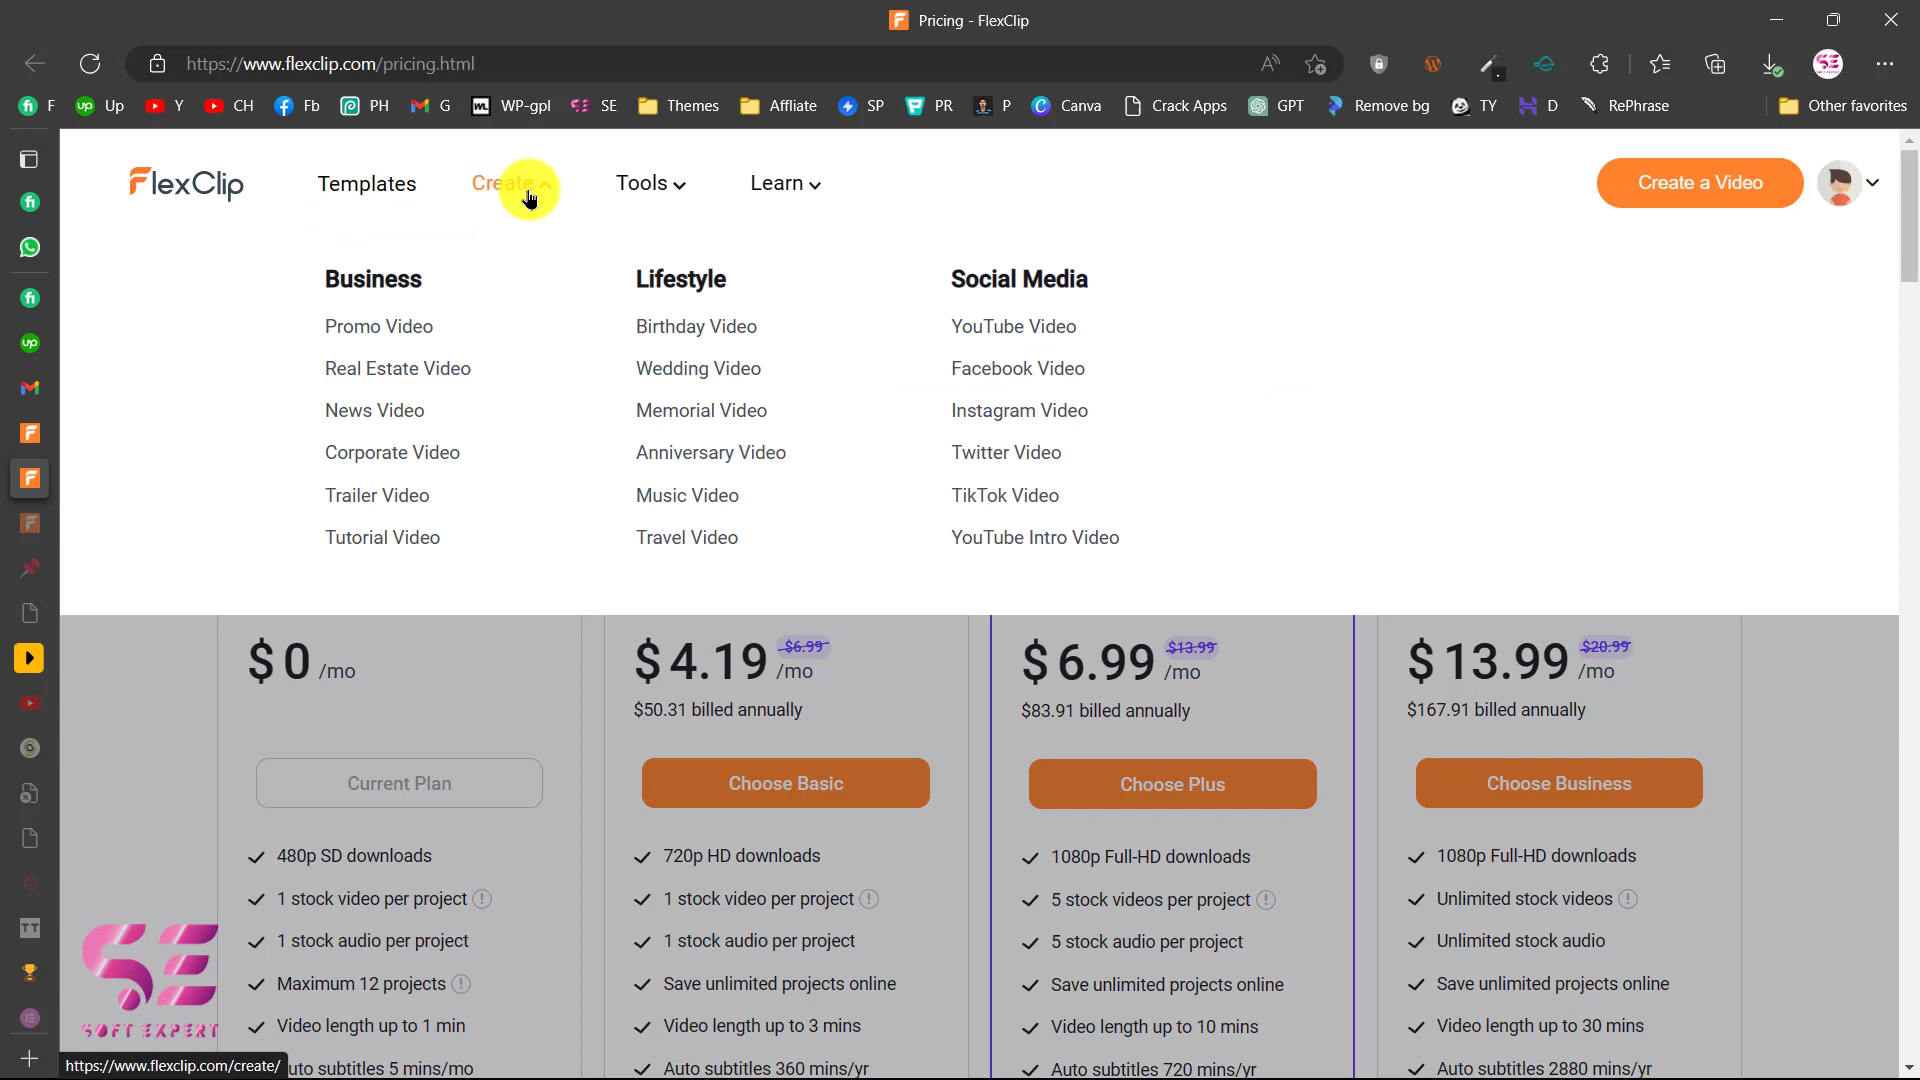 Pricing - FlexClip
https://www.flexclip.com/pricing.html
F Up Y CH Fb PH G WP-gpl SE Themes Affliate SP PR P Canva Crack Apps GPT Remove bg TY D RePhrase Other favorites
FlexClip Templates Create Tools Learn Create a Video
Business Lifestyle Social Media
Promo Video Birthday Video YouTube Video
Real Estate Video Wedding Video Facebook Video
News Video Memorial Video Instagram Video
Corporate Video Anniversary Video Twitter Video
Trailer Video Music Video TikTok Video
Tutorial Video Travel Video YouTube Intro Video
$0 /mo $4.19 $6.99 /mo $6.99 $13.99 /mo $13.99 $20.99 /mo
$50.31 billed annually $83.91 billed annually $167.91 billed annually
Current Plan Choose Basic Choose Plus Choose Business
480p SD downloads 720p HD downloads 1080p Full-HD downloads 1080p Full-HD downloads
1 stock video per project 1 stock video per project 5 stock videos per project Unlimited stock videos
1 stock audio per project 1 stock audio per project 5 stock audio per project Unlimited stock audio
Maximum 12 projects Save unlimited projects online Save unlimited projects online Save unlimited projects online
Video length up to 1 min Video length up to 3 mins Video length up to 10 mins Video length up to 30 mins
SOFT EXPERT
https://www.flexclip.com/create/ uto subtitles 5 mins/mo Auto subtitles 360 mins/yr Auto subtitles 720 mins/yr Auto subtitles 2880 mins/yr